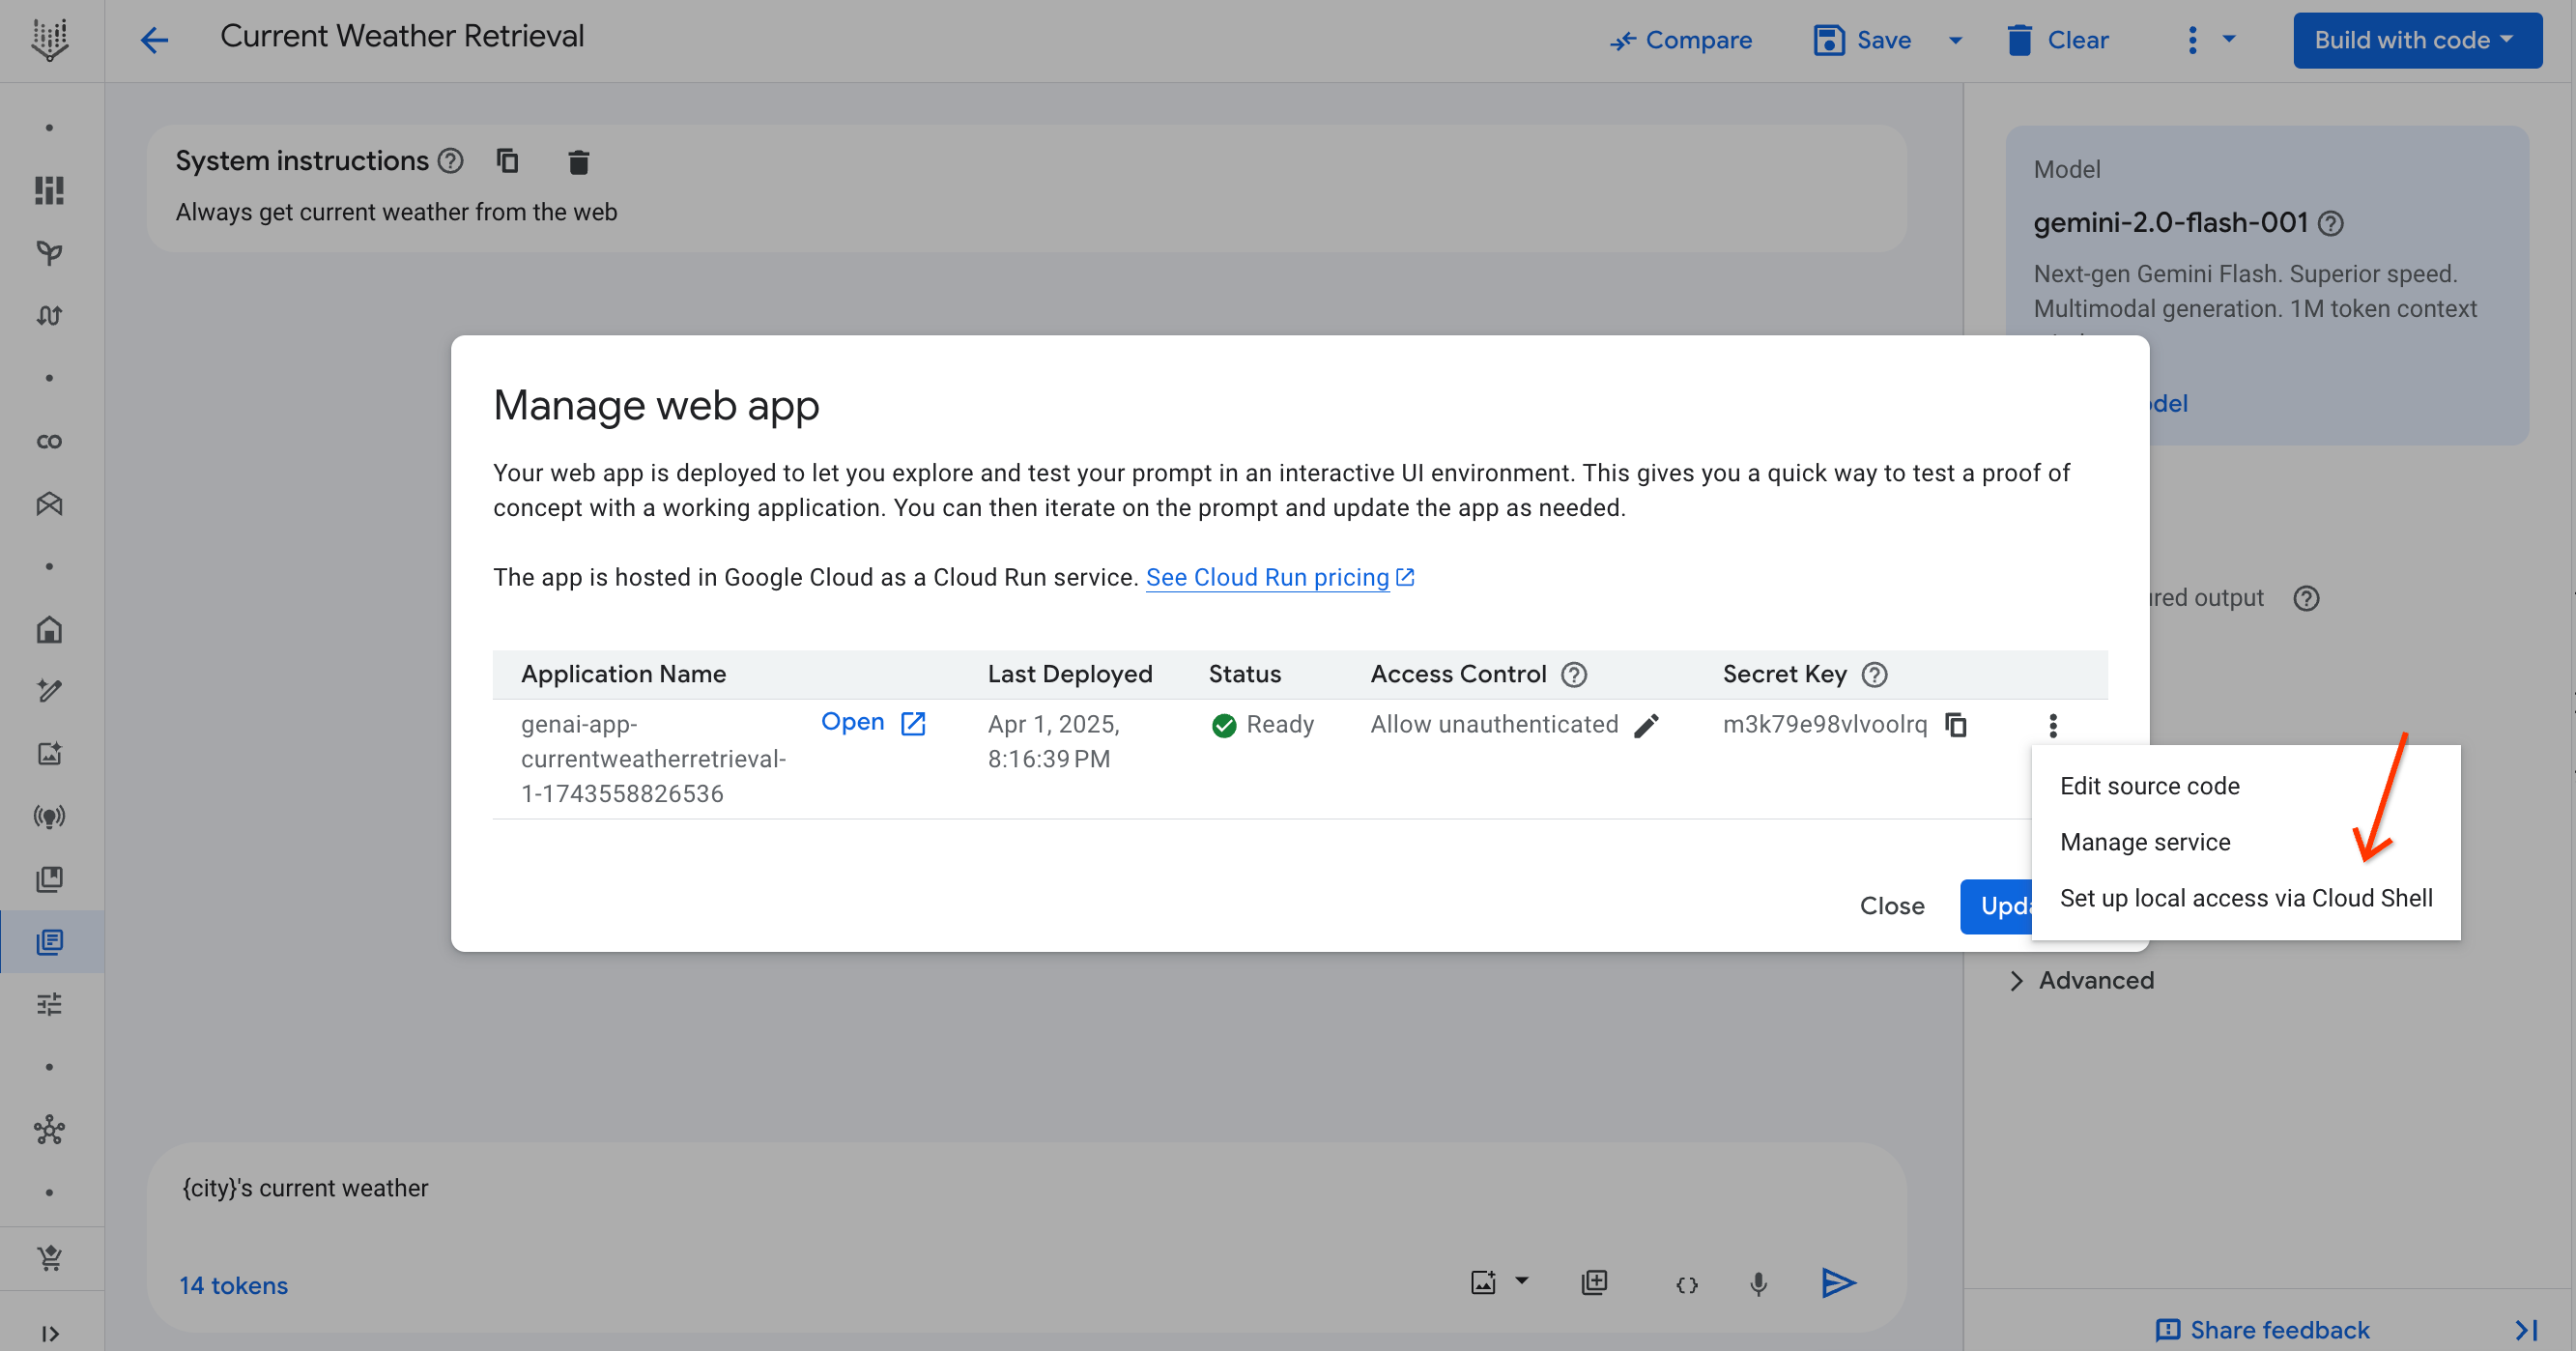 Current Weather Retrieval
Compare
Save
Clear
Build with code
System instructions
Always get current weather from the web
Model
gemini-2.0-flash-001
Next-gen Gemini Flash. Superior speed.
Multimodal generation. 1M token context
Manage web app
Your web app is deployed to let you explore and test your prompt in an interactive UI environment. This gives you a quick way to test a proof of
concept with a working application. You can then iterate on the prompt and update the app as needed.
The app is hosted in Google Cloud as a Cloud Run service. See Cloud Run pricing
output
Application Name
Last Deployed
Status
Access Control
Secret Key
genai-app-
currentweatherretrieval-
1-1743558826536
Open
Apr 1, 2025,
8:16:39 PM
Ready
Allow unauthenticated
m3k79e98vlvoolrq
Edit source code
Manage service
Set up local access via Cloud Shell
Close
Upda
Advanced
{city}'s current weather
14 tokens
Share feedback